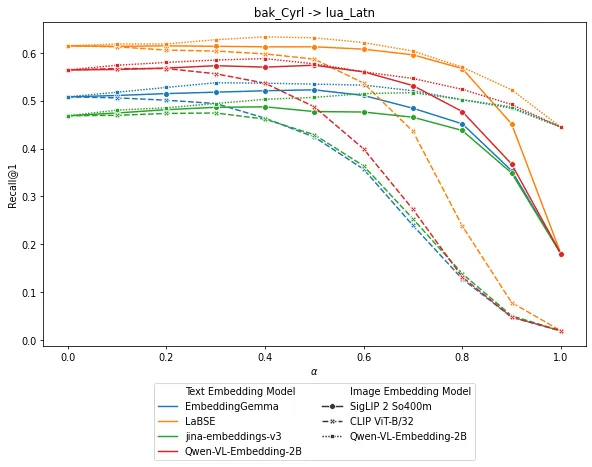 bak_Cyrl -> lua_Latn
Recall@1
0.6
0.5
0.4
0.3
0.2
0.1
0.0
0.0 0.2 0.4 0.6 0.8 1.0
α
Text Embedding Model
EmbeddingGemma
LaBSE
jina-embeddings-v3
Qwen-VL-Embedding-2B
Image Embedding Model
SigLIP 2 So400m
CLIP ViT-B/32
Qwen-VL-Embedding-2B